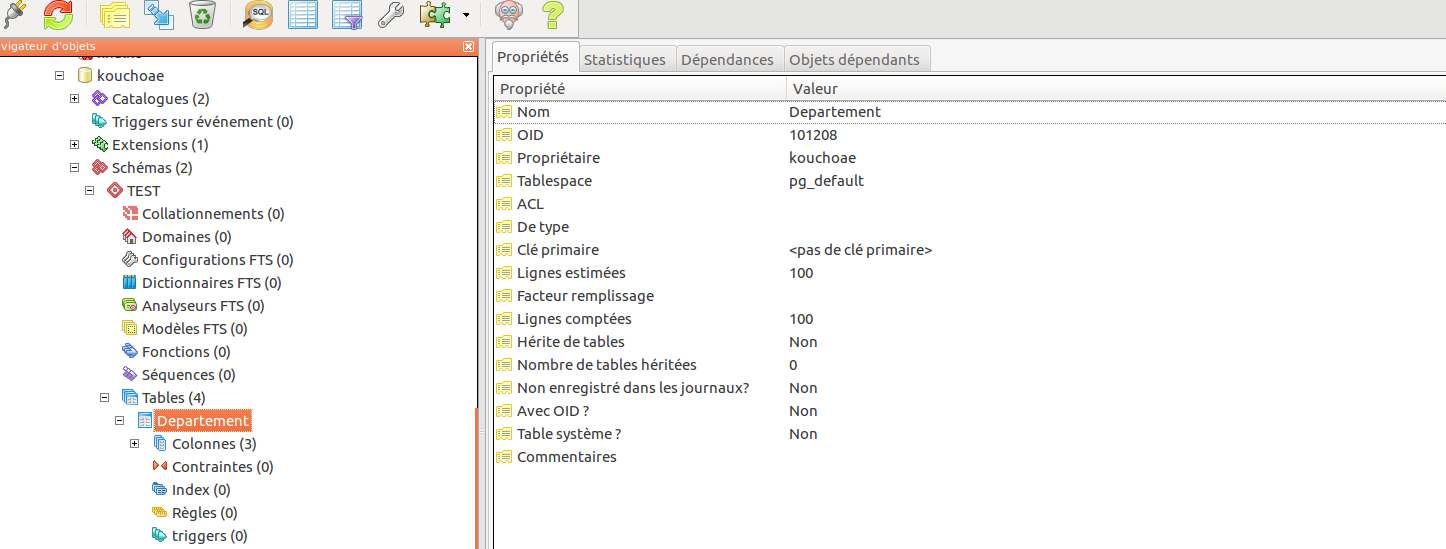 SQL
vigateur d'objets
kouchoae
Catalogues (2)
Triggers sur événement (0)
Extensions (1)
Schémas (2)
TEST
Collationnements (0)
Domaines (0)
Configurations FTS (0)
Dictionnaires FTS (0)
Analyseurs FTS (0)
Modèles FTS (0)
Fonctions (0)
Séquences (0)
Tables (4)
Departement
Colonnes (3)
Contraintes (0)
Index (0)
Règles (0)
triggers (0)
Propriétés Statistiques Dépendances Objets dépendants
Propriété Valeur
Nom Departement
OID 101208
Propriétaire kouchoae
Tablespace pg_default
ACL
De type
Clé primaire <pas de clé primaire>
Lignes estimées 100
Facteur remplissage
Lignes comptées 100
Hérite de tables Non
Nombre de tables héritées 0
Non enregistré dans les journaux? Non
Avec OID ? Non
Table système ? Non
Commentaires